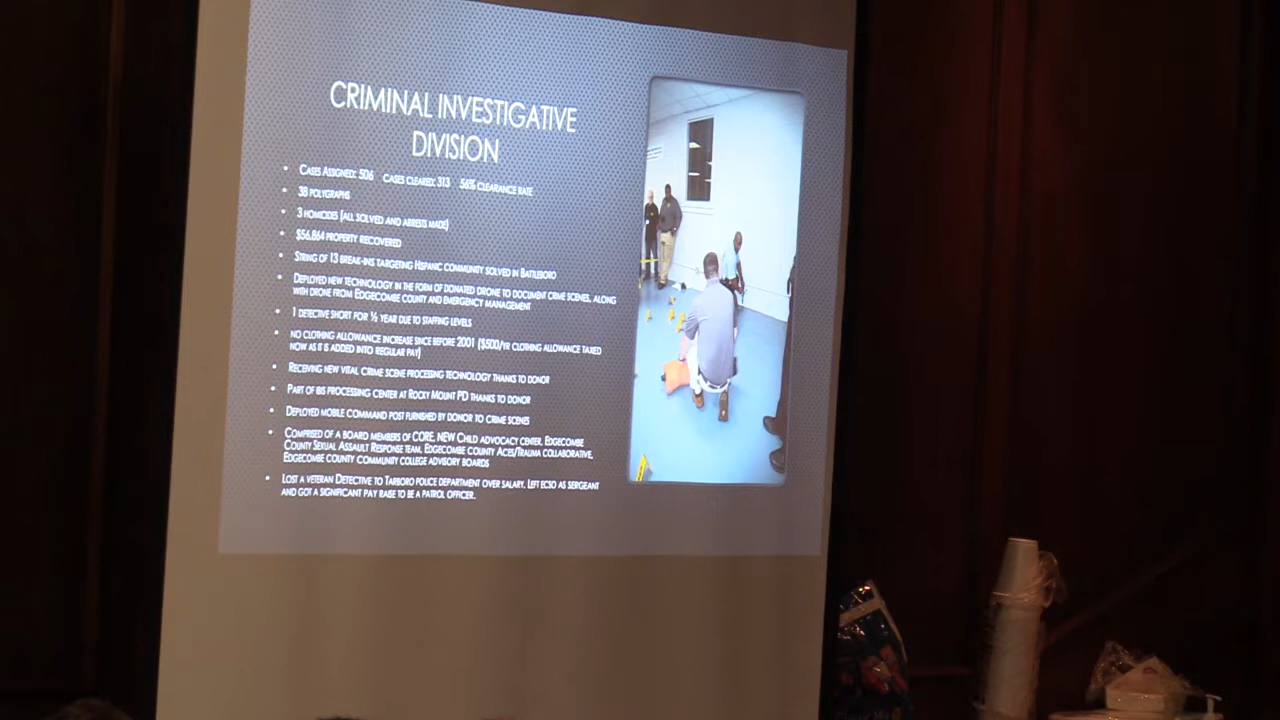 CRIMINAL INVESTIGATIVE
DIVISION
• CASES ASSIGNED: 506 CASES CLEARED: 313 56% CLEARANCE RATE
• 38 POLYGRAPHS
• 3 HOMICIDES (ALL SOLVED AND ARRESTS MADE)
• $56,864 PROPERTY RECOVERED
• STRING OF 13 BREAK-INS TARGETING HISPANIC COMMUNITY SOLVED IN BATTLEBORO
• DEPLOYED NEW TECHNOLOGY IN THE FORM OF DONATED DRONE TO DOCUMENT CRIME SCENES, ALONG
WITH DRONE FROM EDGECOMBE COUNTY AND EMERGENCY MANAGEMENT
• 1 DETECTIVE SHORT FOR ½ YEAR DUE TO STAFFING LEVELS
• NO CLOTHING ALLOWANCE INCREASE SINCE BEFORE 2001 ($500/YR CLOTHING ALLOWANCE TAXED
NOW AS IT IS ADDED INTO REGULAR PAY)
• RECEIVING NEW VITAL CRIME SCENE PROCESSING TECHNOLOGY THANKS TO DONOR
• PART OF IBIS PROCESSING CENTER AT ROCKY MOUNT PD THANKS TO DONOR
• DEPLOYED MOBILE COMMAND POST FURNISHED BY DONOR TO CRIME SCENES
• COMPRISED OF A BOARD MEMBERS OF CORE, NEW CHILD ADVOCACY CENTER, EDGECOMBE
COUNTY SEXUAL ASSAULT RESPONSE TEAM, EDGECOMBE COUNTY ACES/TRAUMA COLLABORATIVE,
EDGECOMBE COUNTY COMMUNITY COLLEGE ADVISORY BOARDS
• LOST A VETERAN DETECTIVE TO TARBORO POLICE DEPARTMENT OVER SALARY. LEFT ECSO AS SERGEANT
AND GOT A SIGNIFICANT PAY RAISE TO BE A PATROL OFFICER.